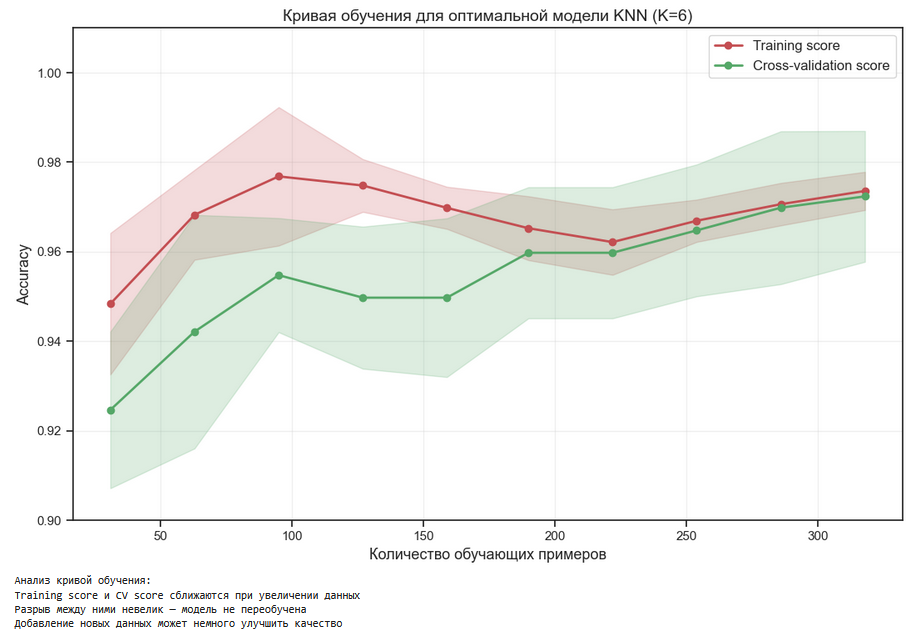 Кривая обучения для оптимальной модели KNN (K=6)
Training score
Cross-validation score
1.00
0.98
0.96
0.94
0.92
0.90
Accuracy
50
100
150
200
250
300
Количество обучающих примеров
Анализ кривой обучения:
Training score и CV score сближаются при увеличении данных
Разрыв между ними невелик — модель не переобучена
Добавление новых данных может немного улучшить качество